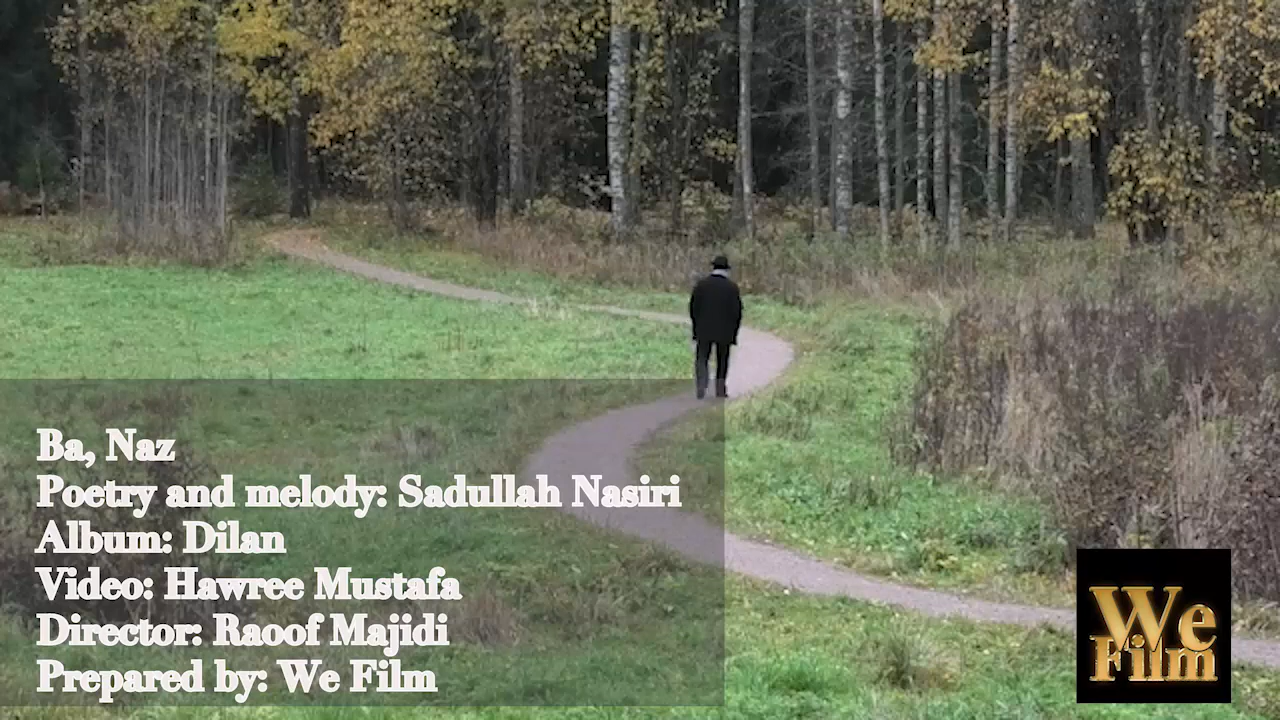 Ba, Naz
Poetry and melody: Sadullah Nasiri
Album: Dilan
Video: Hawree Mustafa
Director: Raoof Majidi
Prepared by: We Film
We
Film